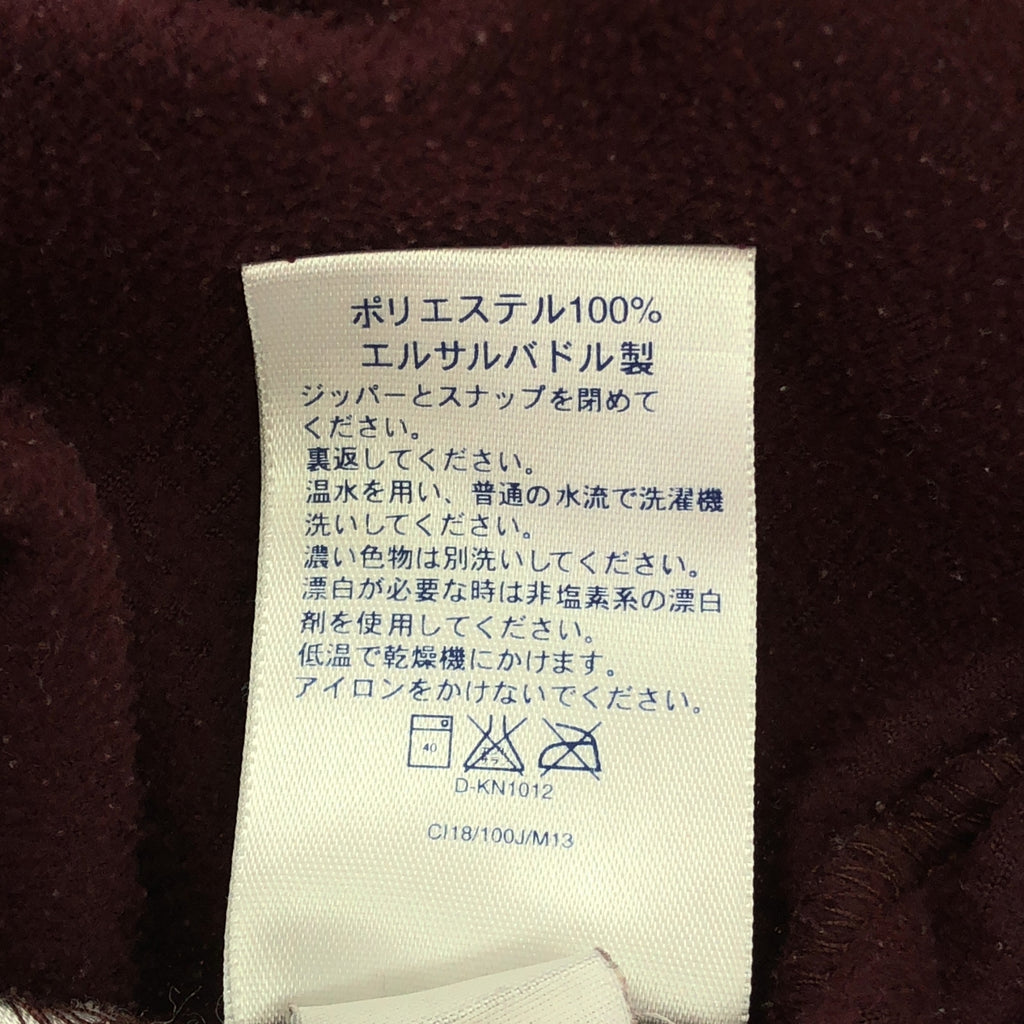 ポリエステル100%
エルサルバドル製
ジッパーとスナップを閉めて
ください。
裏返してください。
温水を用い、普通の水流で洗濯機
洗いしてください。
濃い色物は別洗いしてください。
漂白が必要な時は非塩素系の漂白
剤を使用してください。
低温で乾燥機にかけます。
アイロンをかけないでください。
40
D-KN1012
CI18/100J/M13